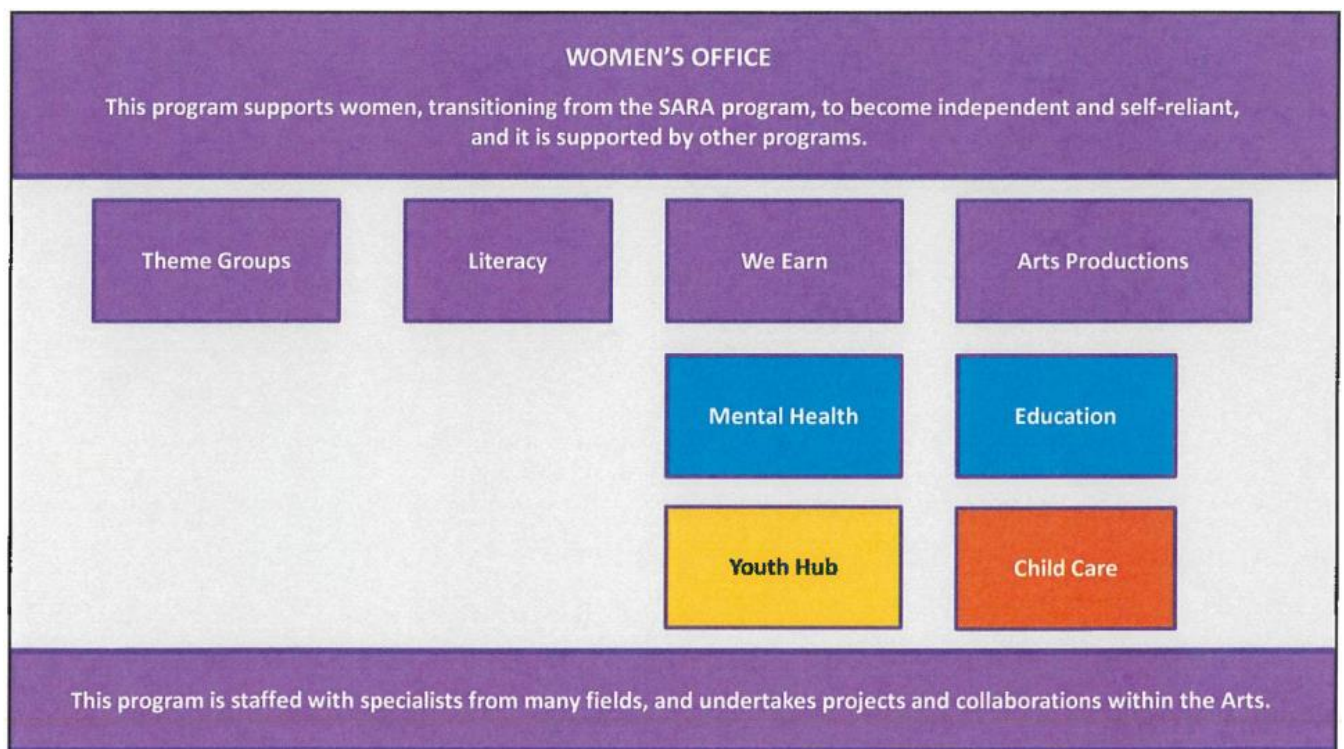 WOMEN'S OFFICE
This program supports women, transitioning from the SARA program, to become independent and self-reliant,
and it is supported by other programs.
Theme Groups
Literacy
We Earn
Arts Productions
Mental Health
Education
Youth Hub
Child Care
This program is staffed with specialists from many fields, and undertakes projects and collaborations within the Arts.